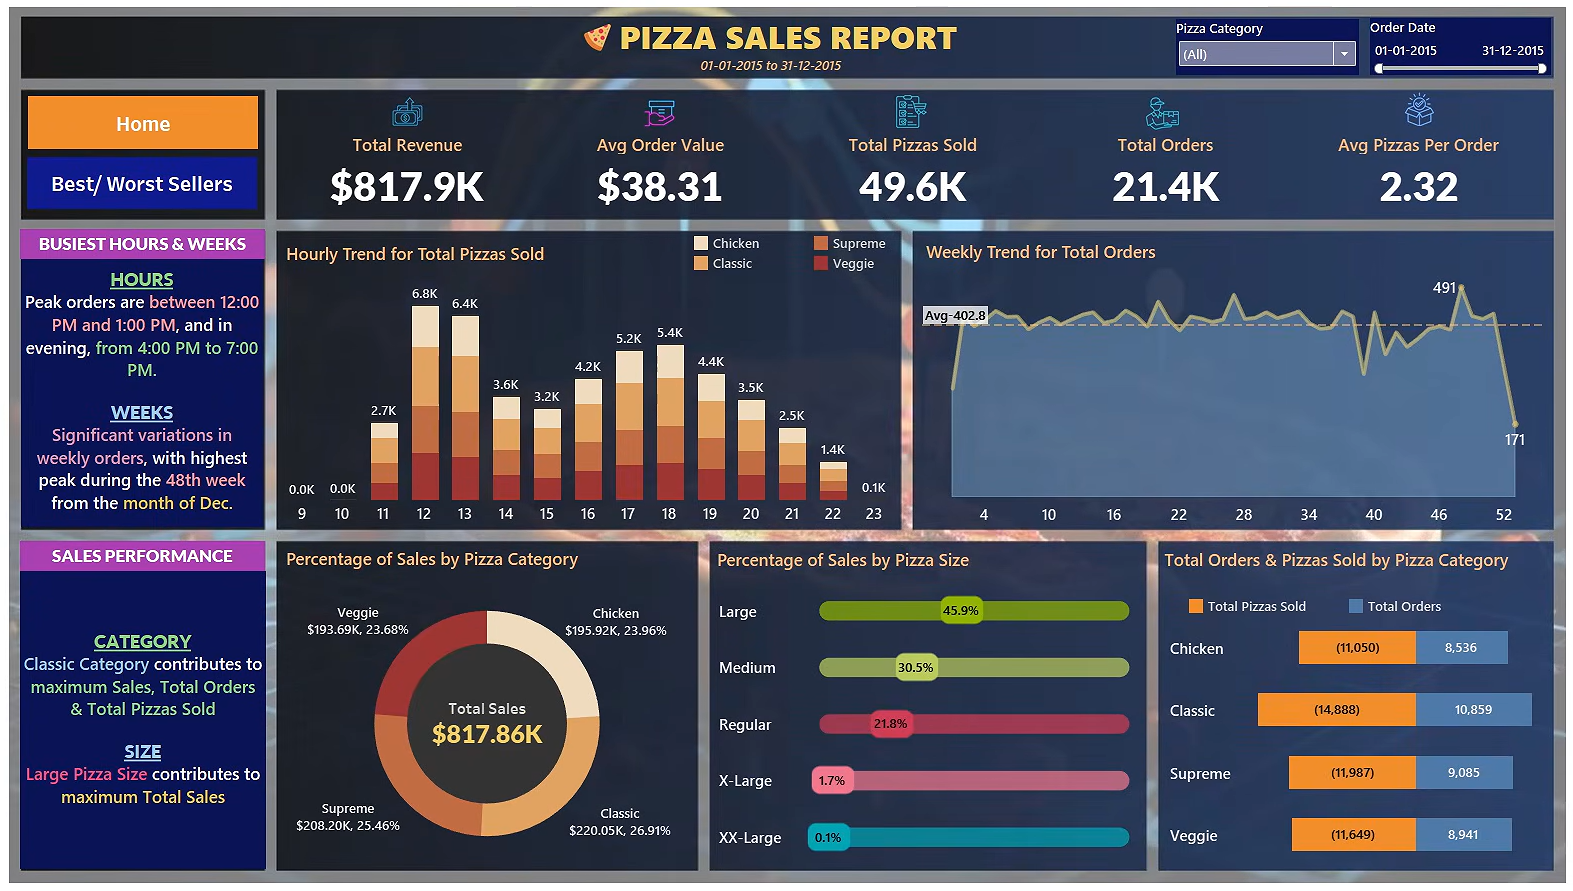 PIZZA SALES REPORT
01-01-2015 to 31-12-2015
Pizza Category
(All)
Order Date
01-01-2015 31-12-2015
Home
Best/ Worst Sellers
Total Revenue
$817.9K
Avg Order Value
$38.31
Total Pizzas Sold
49.6K
Total Orders
21.4K
Avg Pizzas Per Order
2.32
BUSIEST HOURS & WEEKS
HOURS
Peak orders are between 12:00
PM and 1:00 PM, and in
evening, from 4:00 PM to 7:00
PM.
WEEKS
Significant variations in
weekly orders, with highest
peak during the 48th week
from the month of Dec.
Hourly Trend for Total Pizzas Sold
Chicken Supreme
Classic Veggie
0.0K 0.0K 2.7K 6.8K 6.4K 3.6K 3.2K 4.2K 5.2K 5.4K 4.4K 3.5K 2.5K 1.4K 0.1K
9 10 11 12 13 14 15 16 17 18 19 20 21 22 23
Weekly Trend for Total Orders
491
Avg-402.8
171
4 10 16 22 28 34 40 46 52
SALES PERFORMANCE
CATEGORY
Classic Category contributes to
maximum Sales, Total Orders
& Total Pizzas Sold
SIZE
Large Pizza Size contributes to
maximum Total Sales
Percentage of Sales by Pizza Category
Veggie
$193.69K, 23.68%
Chicken
$195.92K, 23.96%
Total Sales
$817.86K
Supreme
$208.20K, 25.46%
Classic
$220.05K, 26.91%
Percentage of Sales by Pizza Size
Large 45.9%
Medium 30.5%
Regular 21.8%
X-Large 1.7%
XX-Large 0.1%
Total Orders & Pizzas Sold by Pizza Category
Total Pizzas Sold Total Orders
Chicken (11,050) 8,536
Classic (14,888) 10,859
Supreme (11,987) 9,085
Veggie (11,649) 8,941